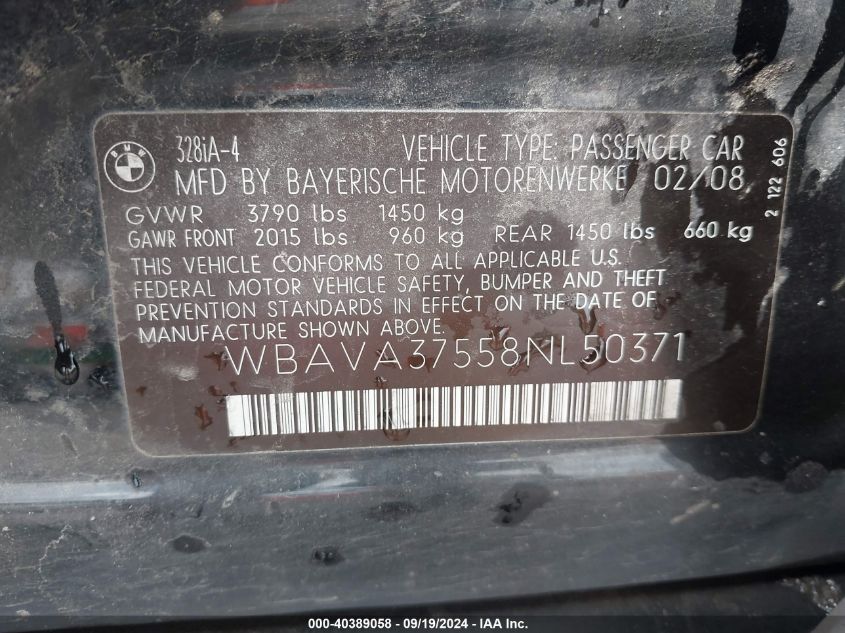 BMW
328iA-4 VEHICLE TYPE: PASSENGER CAR
MFD BY BAYERISCHE MOTORENWERKE 02/08
GVWR 3790 lbs 1450 kg
GAWR FRONT 2015 lbs 960 kg REAR 1450 lbs 660 kg
THIS VEHICLE CONFORMS TO ALL APPLICABLE U.S.
FEDERAL MOTOR VEHICLE SAFETY, BUMPER AND THEFT
PREVENTION STANDARDS IN EFFECT ON THE DATE OF
MANUFACTURE SHOWN ABOVE.
WBAVA37558NL50371
2 122 606
000-40389058 - 09/19/2024 - IAA Inc.